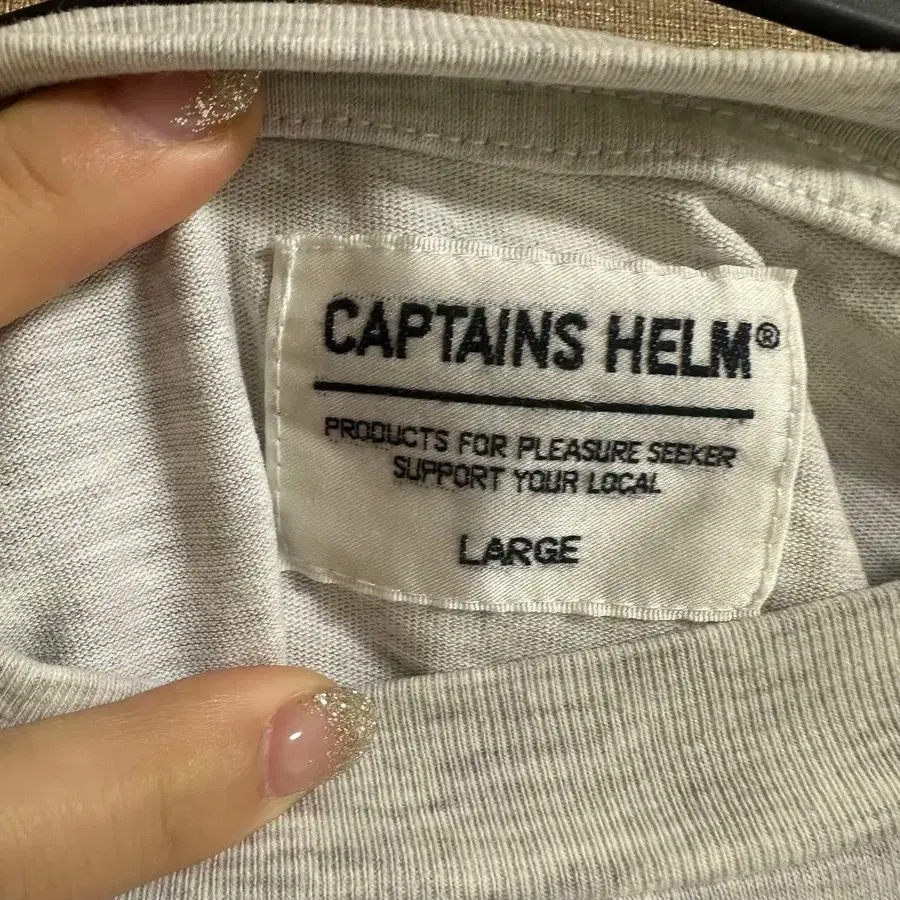 CAPTAINS HELM®
PRODUCTS FOR PLEASURE SEEKER
SUPPORT YOUR LOCAL
LARGE